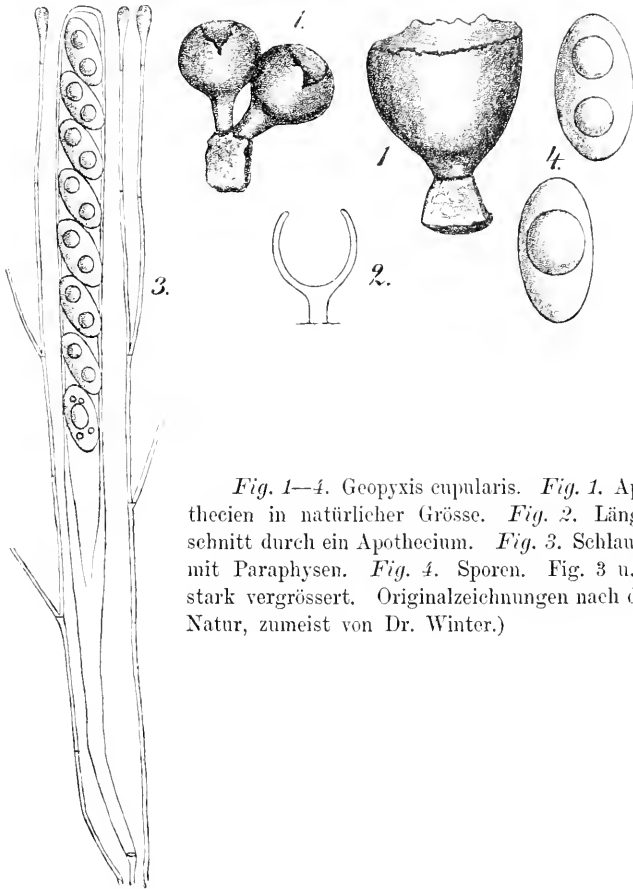 1.
1
4.
2.
3.
Fig. 1—4. Geopyxis cupularis. Fig. 1. Ap
thecien in natürlicher Grösse. Fig. 2. Läng
schnitt durch ein Apothecium. Fig. 3. Schlau
mit Paraphysen. Fig. 4. Sporen. Fig. 3 u.
stark vergrössert. Originalzeichnungen nach d
Natur, zumeist von Dr. Winter.)